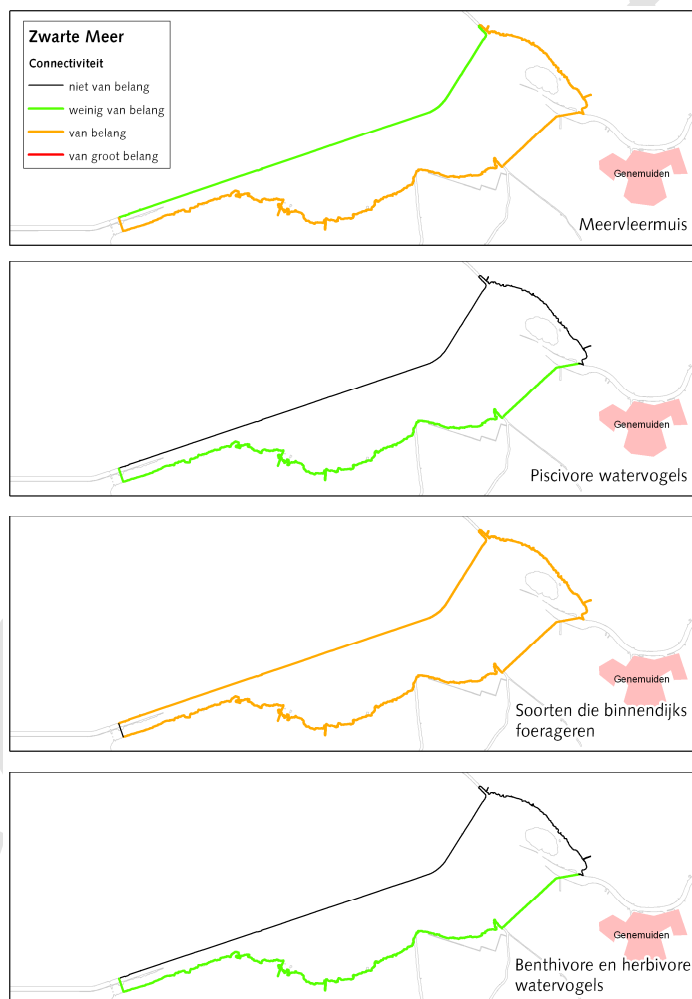 Zwarte Meer
Connectiviteit
niet van belang
weinig van belang
van belang
van groot belang
Genemuiden
Meervleermuis
Genemuiden
Piscivore watervogels
Genemuiden
Soorten die binnendijks
foerageren
Genemuiden
Benthivore en herbivore
watervogels